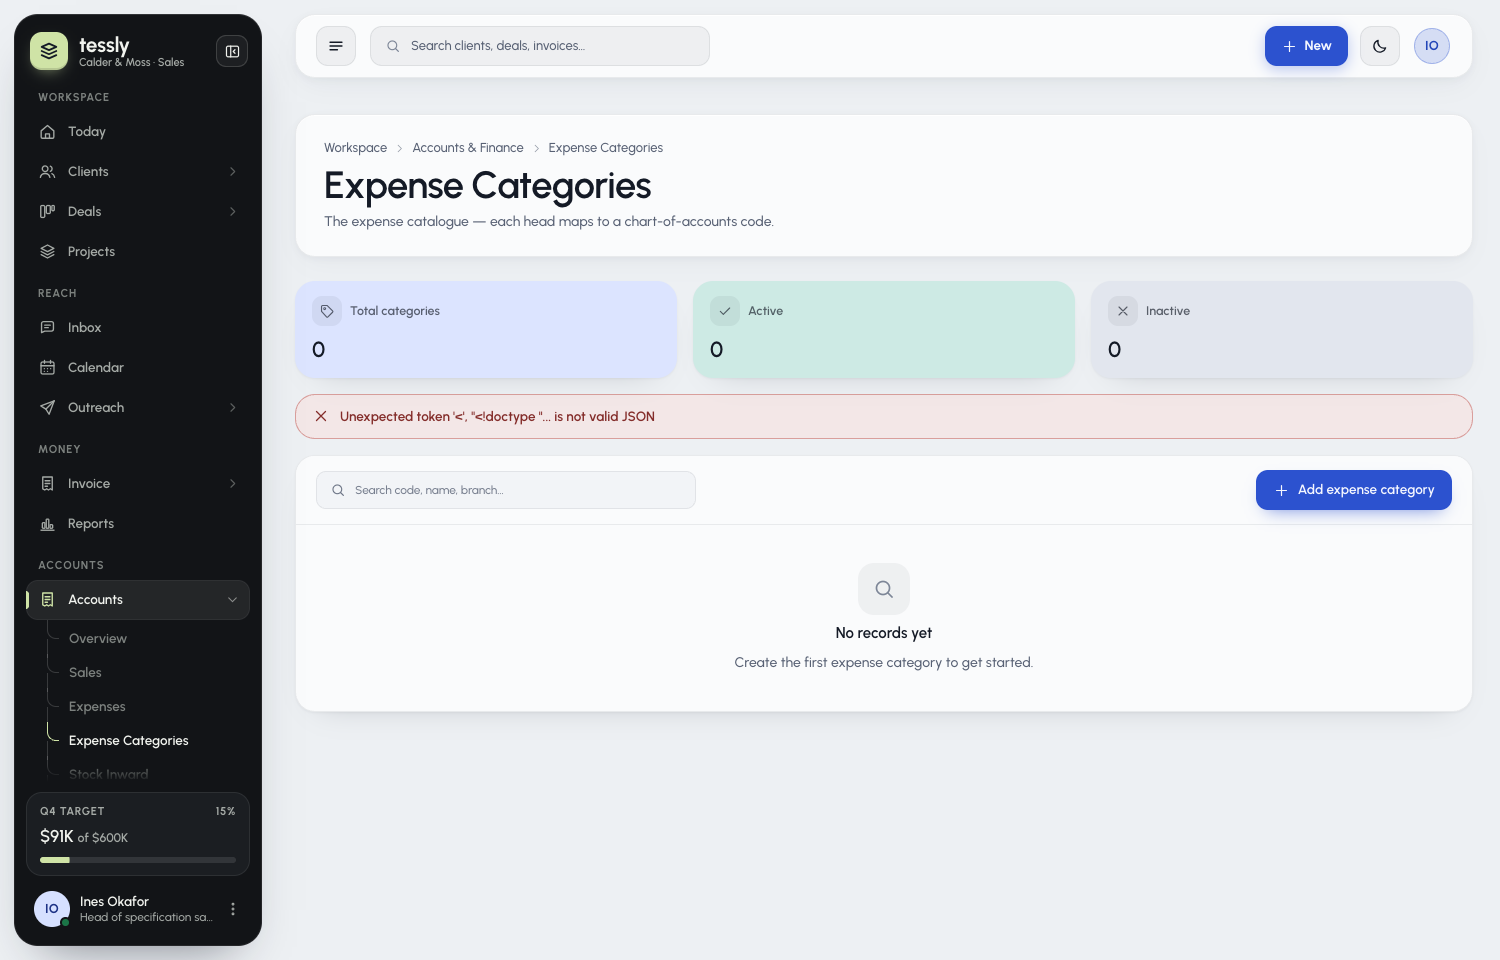 tessly
Calder & Moss · Sales
WORKSPACE
Today
Clients
Deals
Projects
REACH
Inbox
Calendar
Outreach
MONEY
Invoice
Reports
ACCOUNTS
Accounts
Overview
Sales
Expenses
Expense Categories
Stock Inward
Q4 TARGET 15%
$91K of $600K
IO
Ines Okafor
Head of specification sa...
Search clients, deals, invoices...
New
IO
Workspace > Accounts & Finance > Expense Categories
Expense Categories
The expense catalogue — each head maps to a chart-of-accounts code.
Total categories
0
Active
0
Inactive
0
Unexpected token '<', "<!doctype "... is not valid JSON
Search code, name, branch...
Add expense category
No records yet
Create the first expense category to get started.